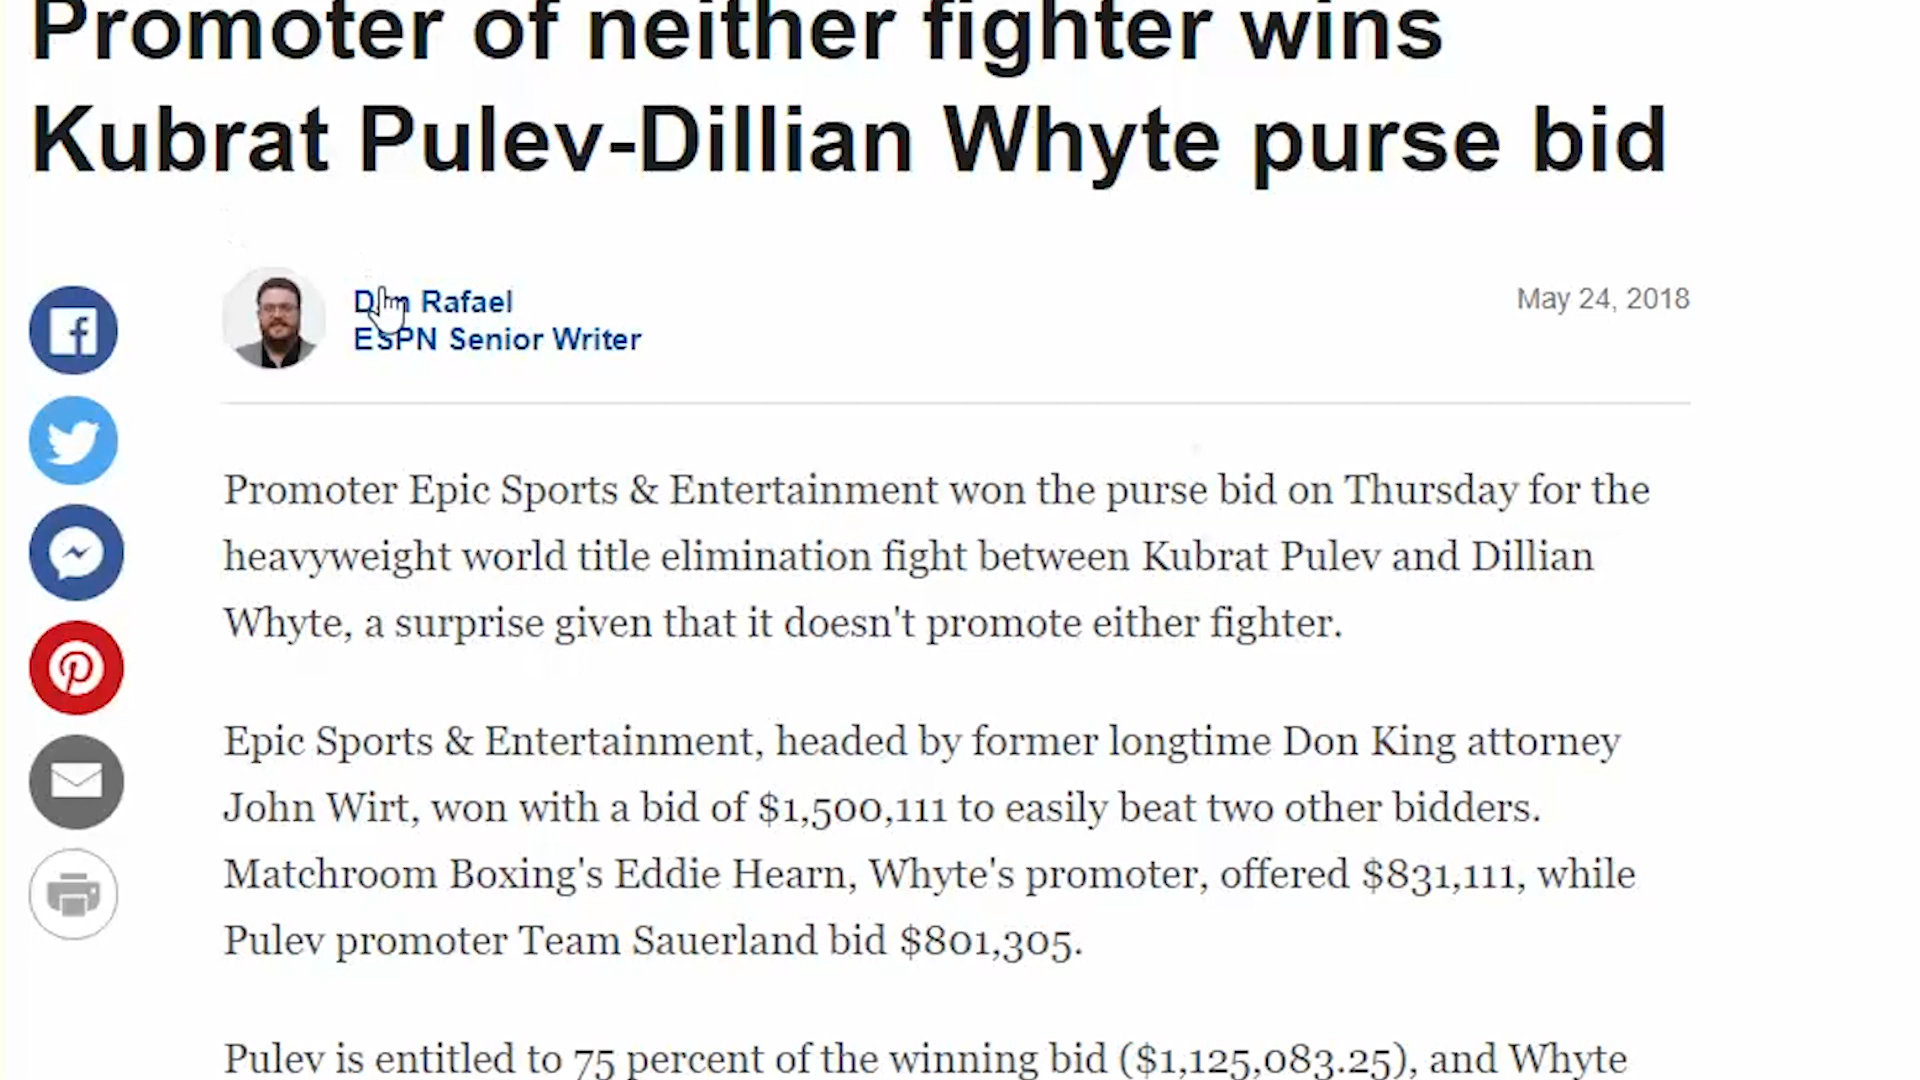 Promoter of neither fighter wins
Kubrat Pulev-Dillian Whyte purse bid
Rafael
ESPN Senior Writer
May 24, 2018
Promoter Epic Sports & Entertainment won the purse bid on Thursday for the
heavyweight world title elimination fight between Kubrat Pulev and Dillian
Whyte, a surprise given that it doesn't promote either fighter.
Epic Sports & Entertainment, headed by former longtime Don King attorney
John Wirt, won with a bid of $1,500,111 to easily beat two other bidders.
Matchroom Boxing's Eddie Hearn, Whyte's promoter, offered $831,111, while
Pulev promoter Team Sauerland bid $801,305.
Pulev is entitled to 75 percent of the winning bid ($1,125,083.25), and Whyte